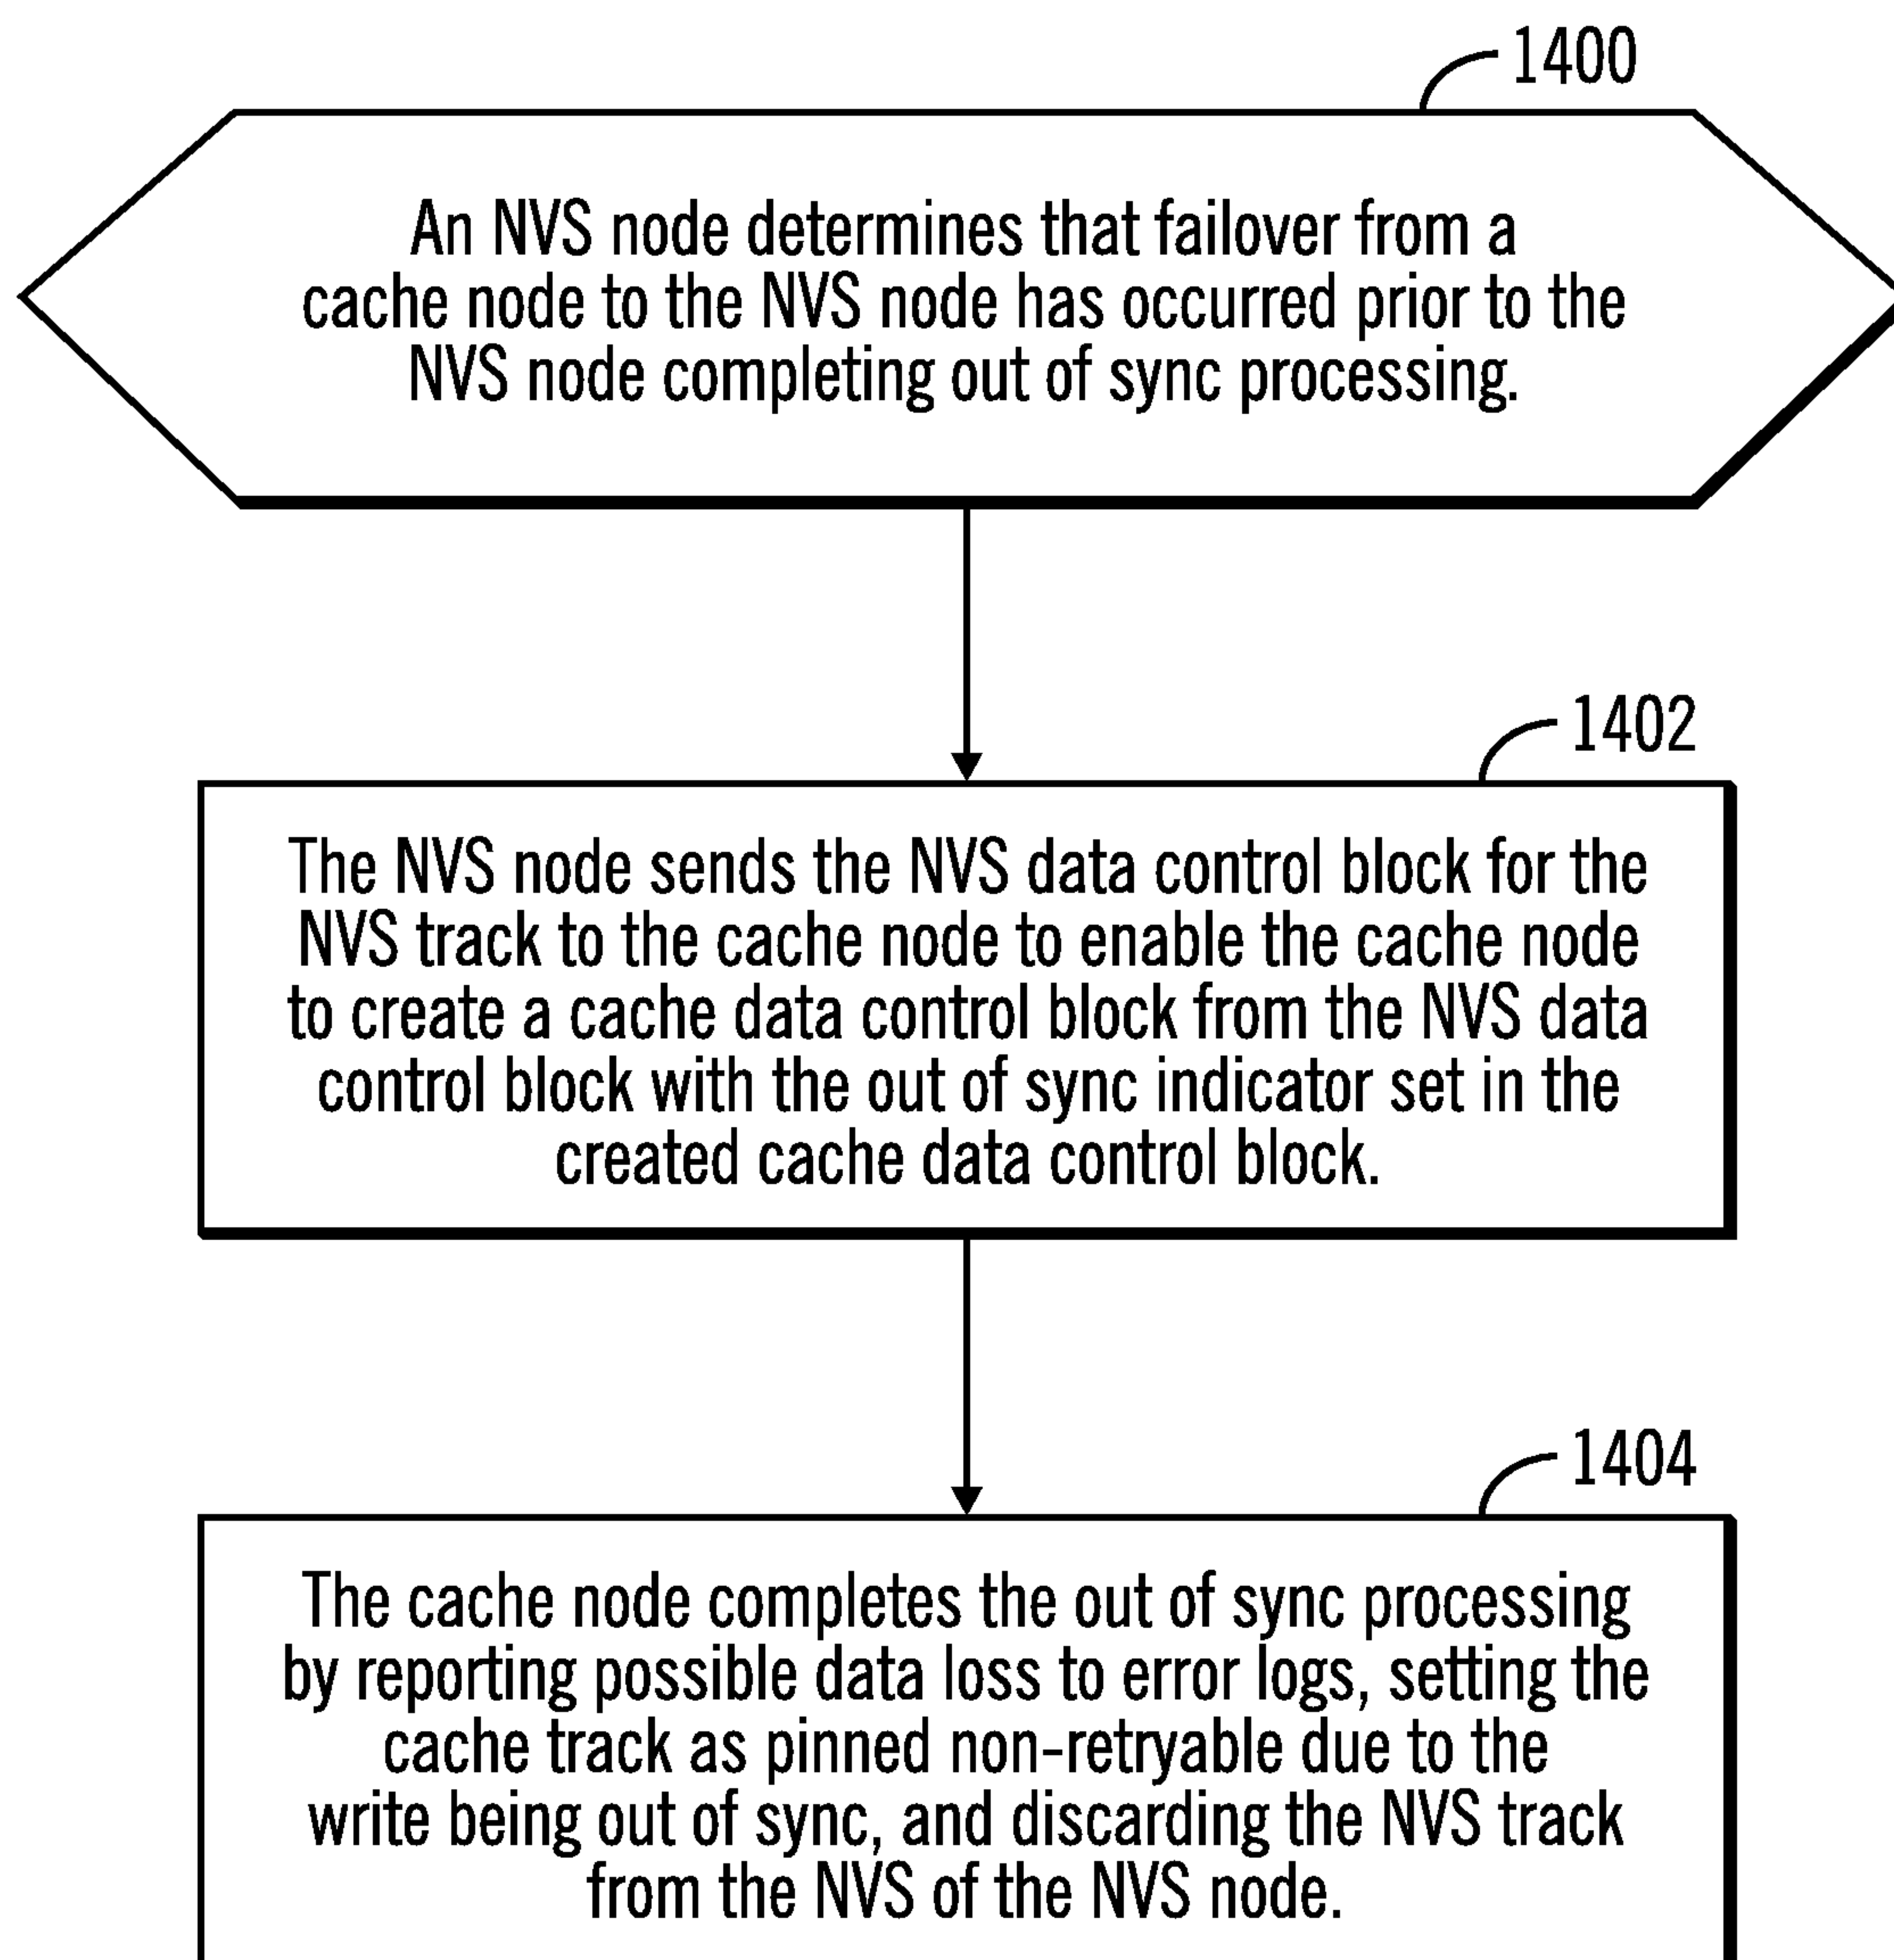 1400
An NVS node determines that failover from a
cache node to the NVS node has occurred prior to the
NVS node completing out of sync processing.
1402
The NVS node sends the NVS data control block for the
NVS track to the cache node to enable the cache node
to create a cache data control block from the NVS data
control block with the out of sync indicator set in the
created cache data control block.
1404
The cache node completes the out of sync processing
by reporting possible data loss to error logs, setting the
cache track as pinned non-retryable due to the
write being out of sync, and discarding the NVS track
from the NVS of the NVS node.